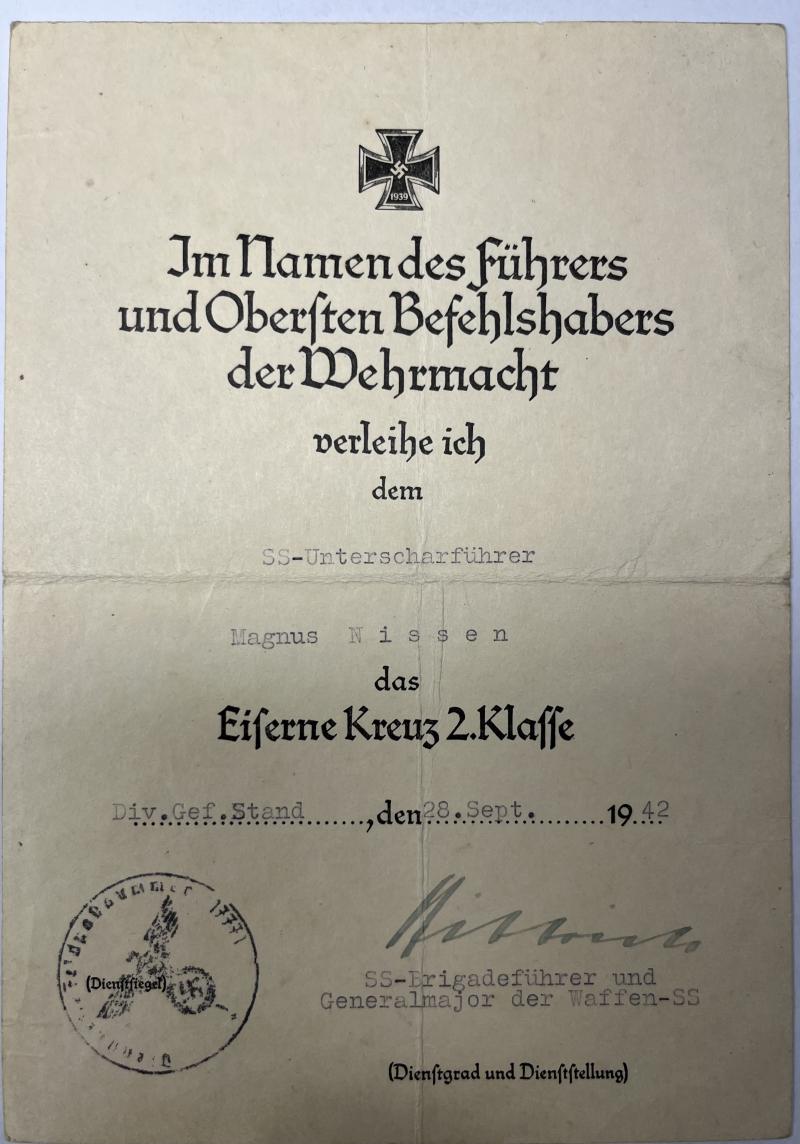 1939
Im Namen des Führers
und Oberſten Befehlshabers
der Wehrmacht
verleihe ich
dem
SS-Unterscharführer
Magnus N i s s e n
das
Eiſerne Kreuz 2. Klaſſe
Div.Gef.Stand......, den 28.Sept. ........ 19 42
(Dienſtſiegel)
SS-Brigadeführer und
Generalmajor der Waffen-SS
(Dienſtgrad und Dienſtſtellung)